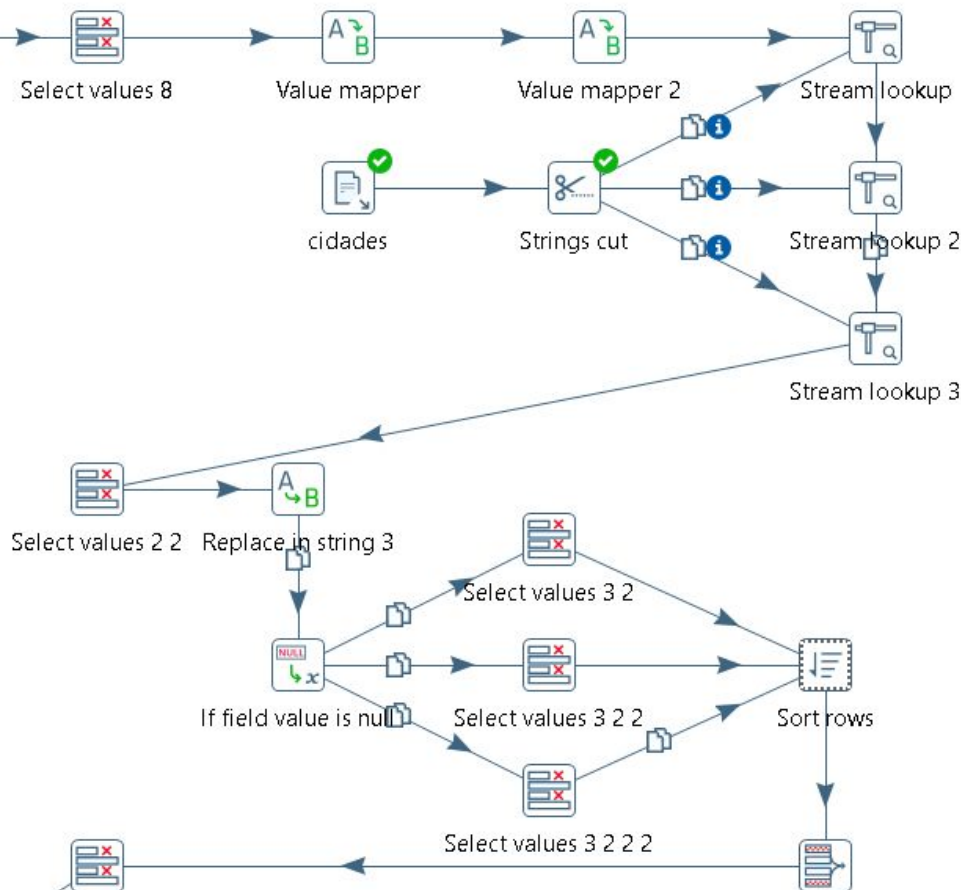 Select values 8
Value mapper
Value mapper 2
Stream lookup
cidades
Strings cut
Stream lookup 2
Stream lookup 3
Select values 2 2
Replace in string 3
Select values 3 2
NULL
If field value is null
Select values 3 2 2
Sort rows
Select values 3 2 2 2